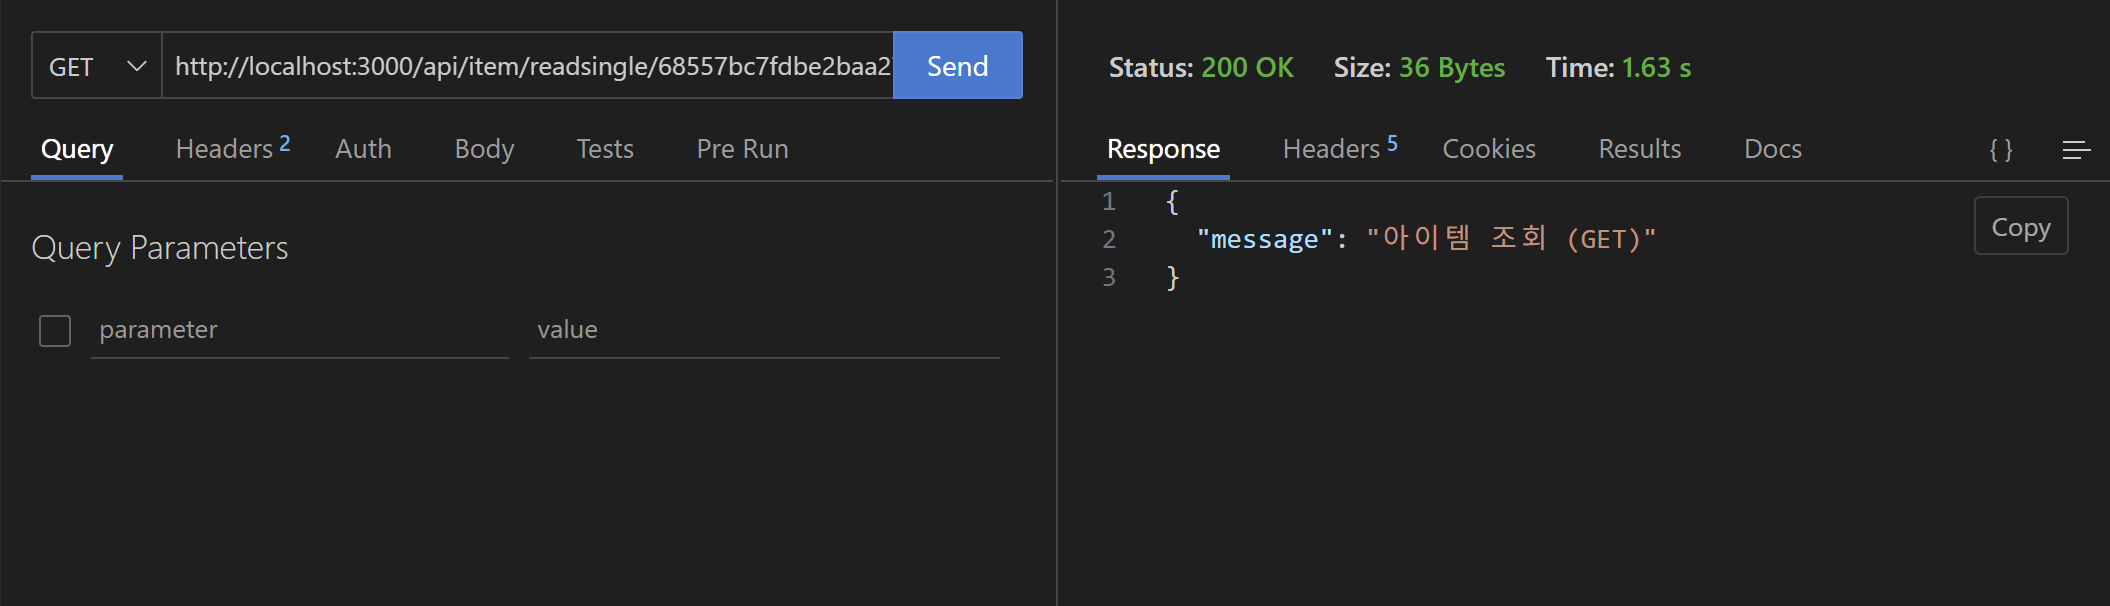 GET http://localhost:3000/api/item/readsingle/68557bc7fdbe2baa2 Send
Query Headers 2 Auth Body Tests Pre Run
Query Parameters
parameter value
Status: 200 OK Size: 36 Bytes Time: 1.63 s
Response Headers 5 Cookies Results Docs { }
1 {
2 "message": "아이템 조회 (GET)"
3 }
Copy